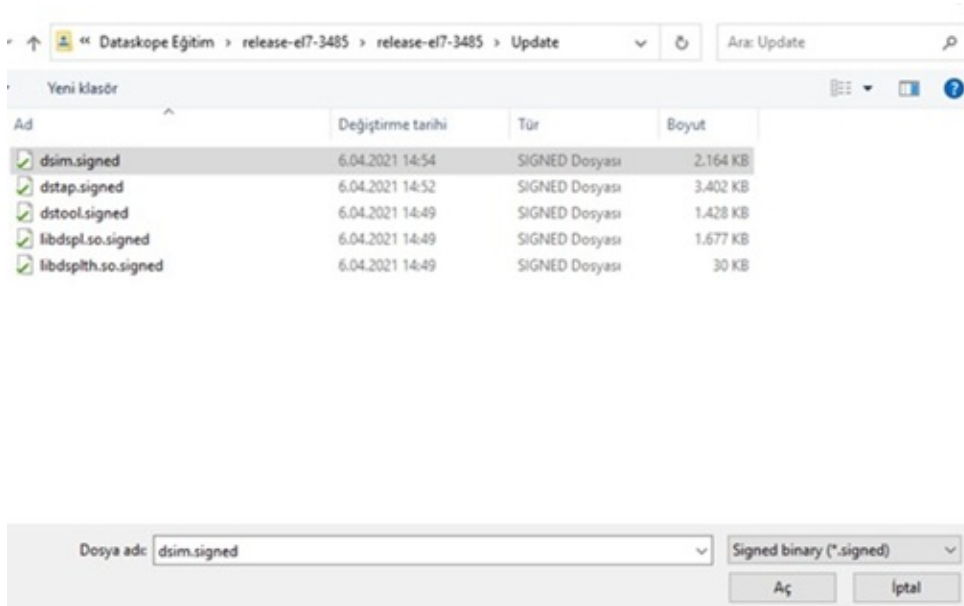 « Dataskope Eğitim › release-el7-3485 › release-el7-3485 › Update Ara: Update
Yeni klasör
Ad Değiştirme tarihi Tür Boyut
dsim.signed 6.04.2021 14:54 SIGNED Dosyası 2.164 KB
dstap.signed 6.04.2021 14:52 SIGNED Dosyası 3.402 KB
dstool.signed 6.04.2021 14:49 SIGNED Dosyası 1.428 KB
libdspl.so.signed 6.04.2021 14:49 SIGNED Dosyası 1.677 KB
libdsplth.so.signed 6.04.2021 14:49 SIGNED Dosyası 30 KB
Dosya adı: dsim.signed Signed binary (*.signed)
Aç İptal